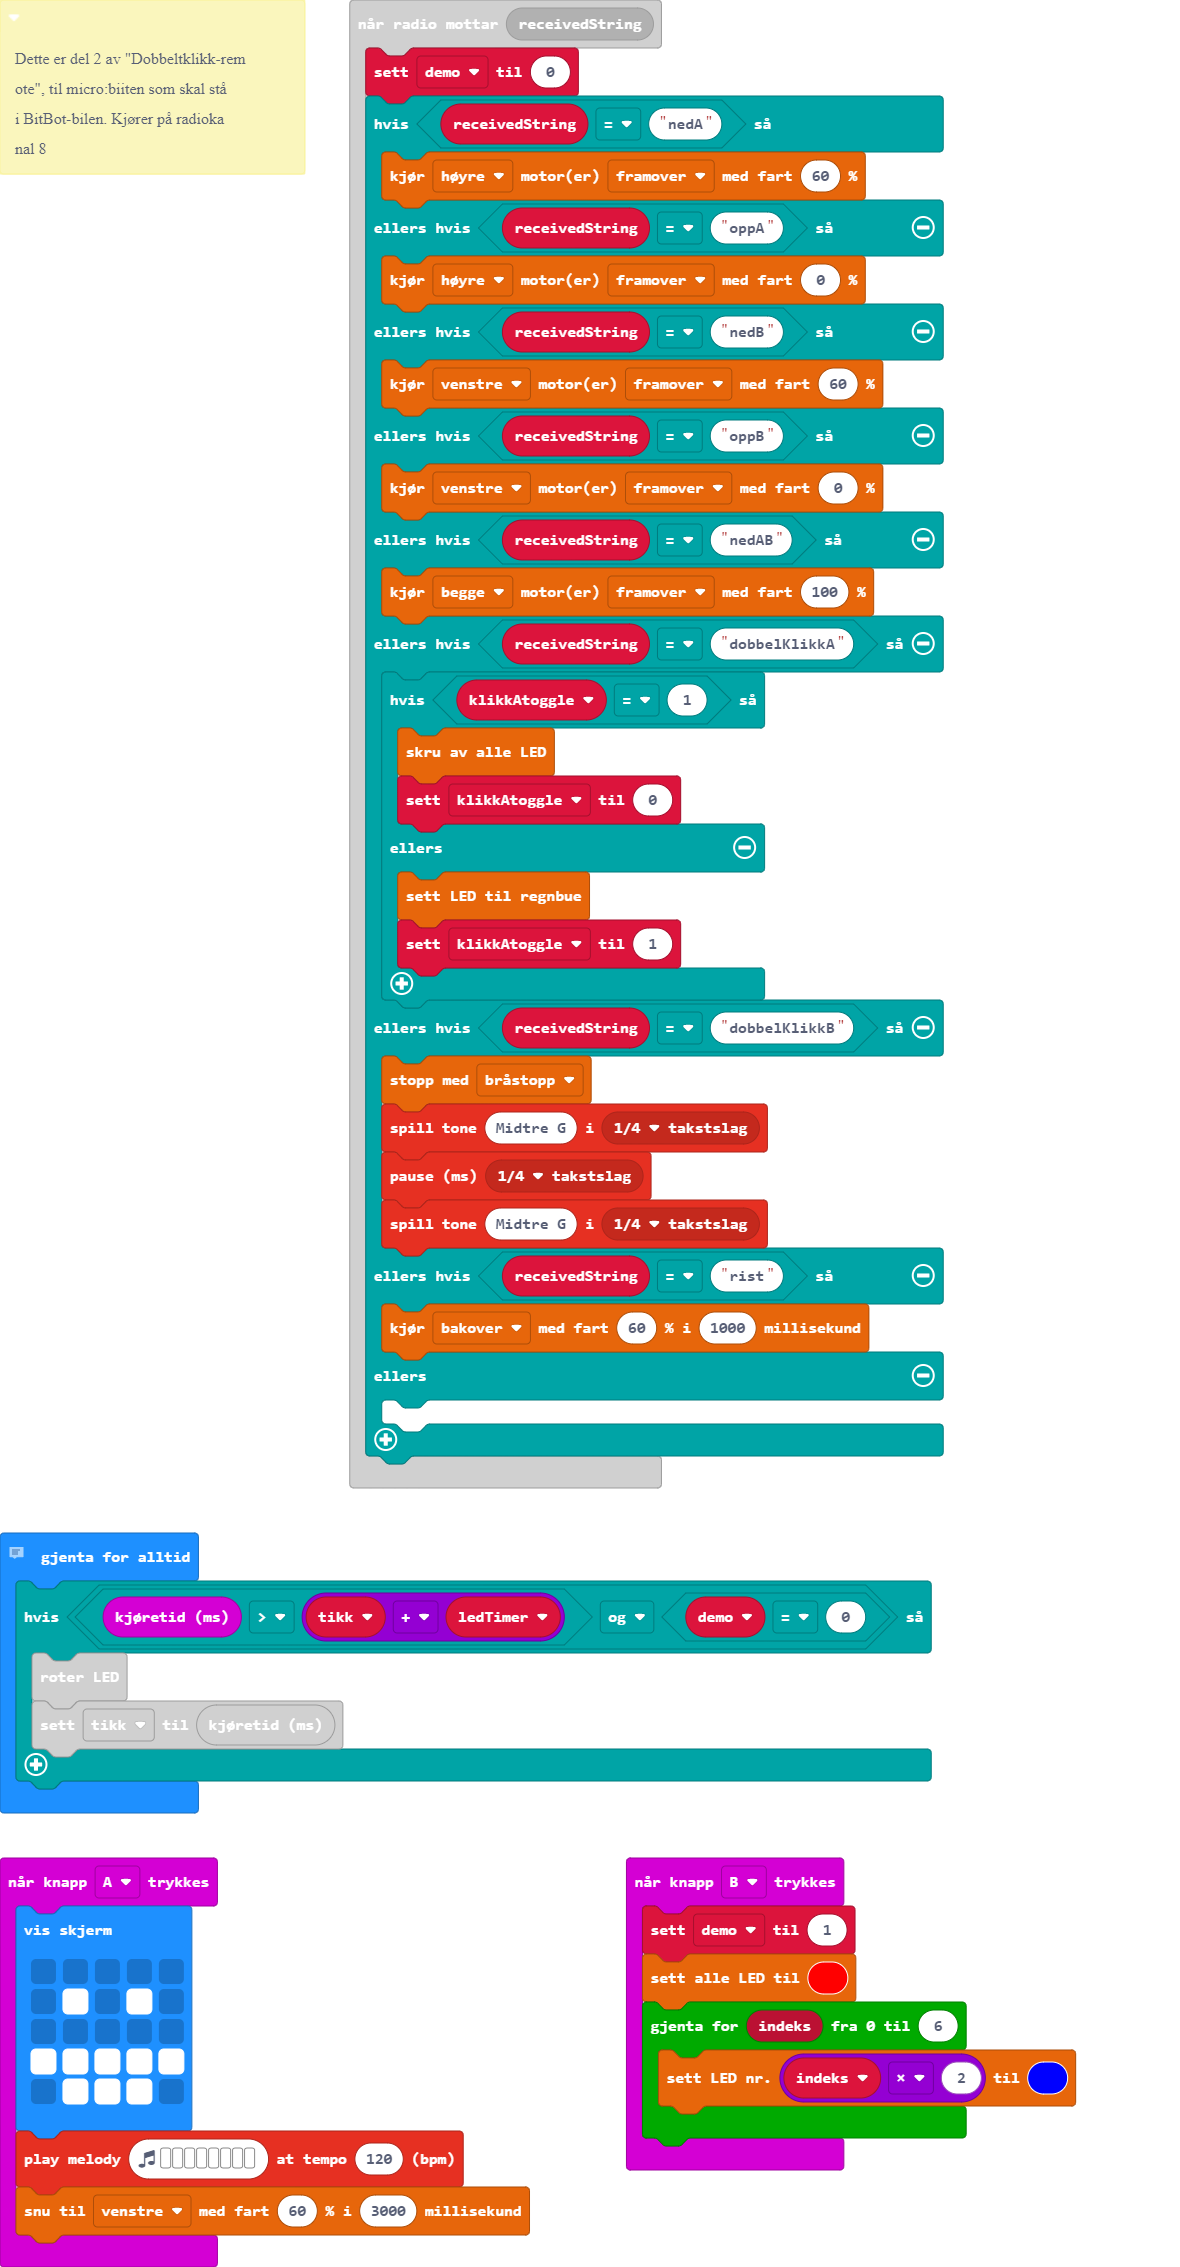 Dette er del 2 av "Dobbeltklikk-rem
ote", til micro:biiten som skal stå
i BitBot-bilen. Kjører på radioka
nal 8
når radio mottar receivedString
sett demo til 0
hvis receivedString = "nedA" så
kjør høyre motor(er) framover med fart 60 %
ellers hvis receivedString = "oppA" så
kjør høyre motor(er) framover med fart 0 %
ellers hvis receivedString = "nedB" så
kjør venstre motor(er) framover med fart 60 %
ellers hvis receivedString = "oppB" så
kjør venstre motor(er) framover med fart 0 %
ellers hvis receivedString = "nedAB" så
kjør begge motor(er) framover med fart 100 %
ellers hvis receivedString = "dobbelKlikkA" så
hvis klikkAtoggle = 1 så
skru av alle LED
sett klikkAtoggle til 0
ellers
sett LED til regnbue
sett klikkAtoggle til 1
ellers hvis receivedString = "dobbelKlikkB" så
stopp med bråstopp
spill tone Midtre G i 1/4 takstslag
pause (ms) 1/4 takstslag
spill tone Midtre G i 1/4 takstslag
ellers hvis receivedString = "rist" så
kjør bakover med fart 60 % i 1000 millisekund
ellers
gjenta for alltid
hvis kjøretid (ms) > tikk + ledTimer og demo = 0 så
roter LED
sett tikk til kjøretid (ms)
når knapp A trykkes
vis skjerm
play melody at tempo 120 (bpm)
snu til venstre med fart 60 % i 3000 millisekund
når knapp B trykkes
sett demo til 1
sett alle LED til
gjenta for indeks fra 0 til 6
sett LED nr. indeks × 2 til